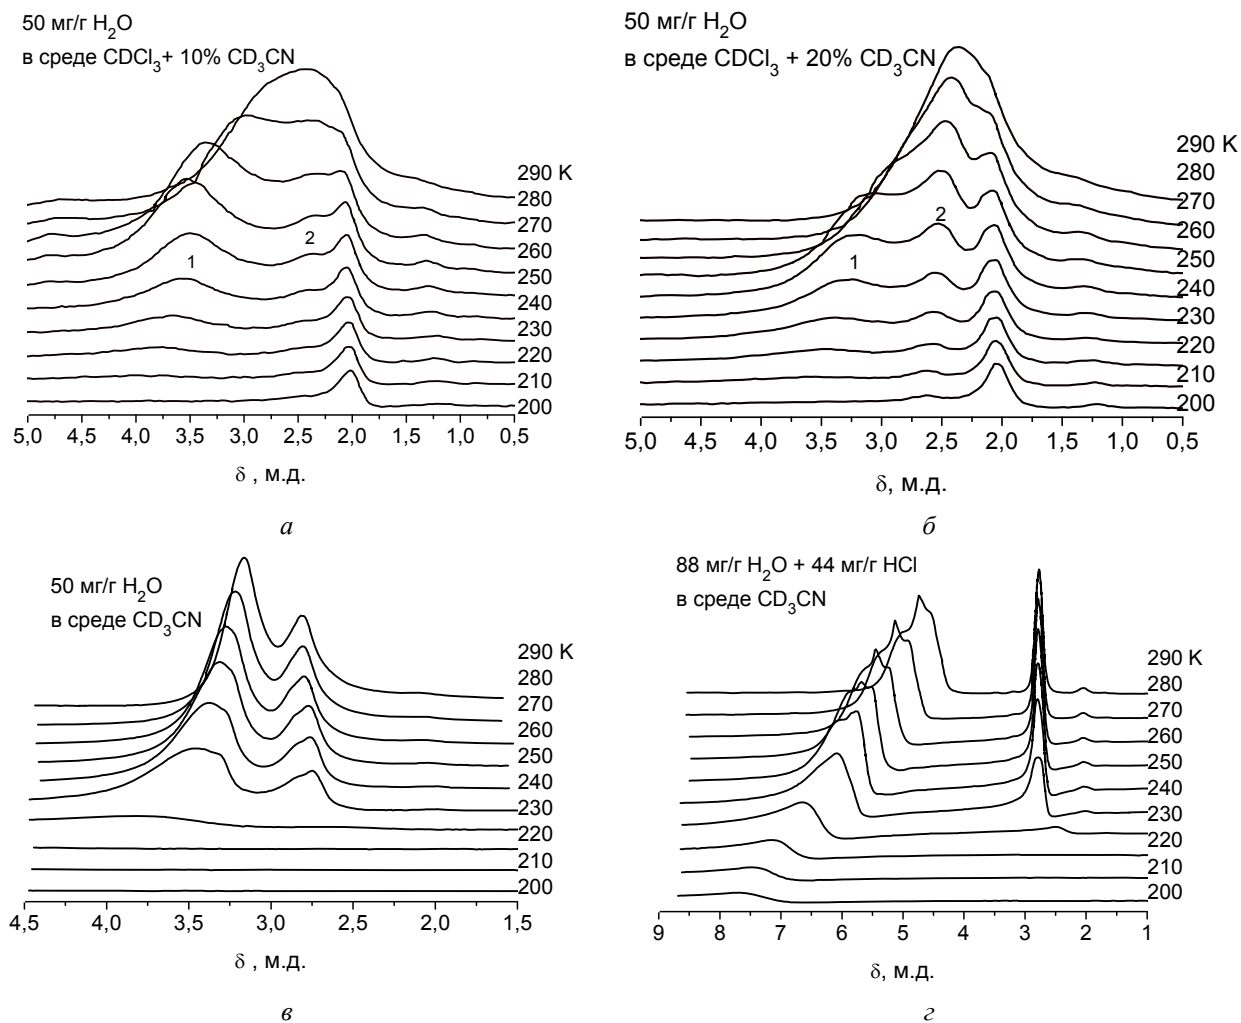 50 мг/г H2O
в среде CDCl3+ 10% CD3CN
1
2
290 K
280
270
260
250
240
230
220
210
200
5,0 4,5 4,0 3,5 3,0 2,5 2,0 1,5 1,0 0,5
δ , м.д.
а
50 мг/г H2O
в среде CDCl3 + 20% CD3CN
1
2
290 K
280
270
260
250
240
230
220
210
200
5,0 4,5 4,0 3,5 3,0 2,5 2,0 1,5 1,0 0,5
δ, м.д.
б
50 мг/г H2O
в среде CD3CN
290 K
280
270
260
250
240
230
220
210
200
4,5 4,0 3,5 3,0 2,5 2,0 1,5
δ , м.д.
в
88 мг/г H2O + 44 мг/г HCl
в среде CD3CN
290 K
280
270
260
250
240
230
220
210
200
9 8 7 6 5 4 3 2 1
δ, м.д.
г